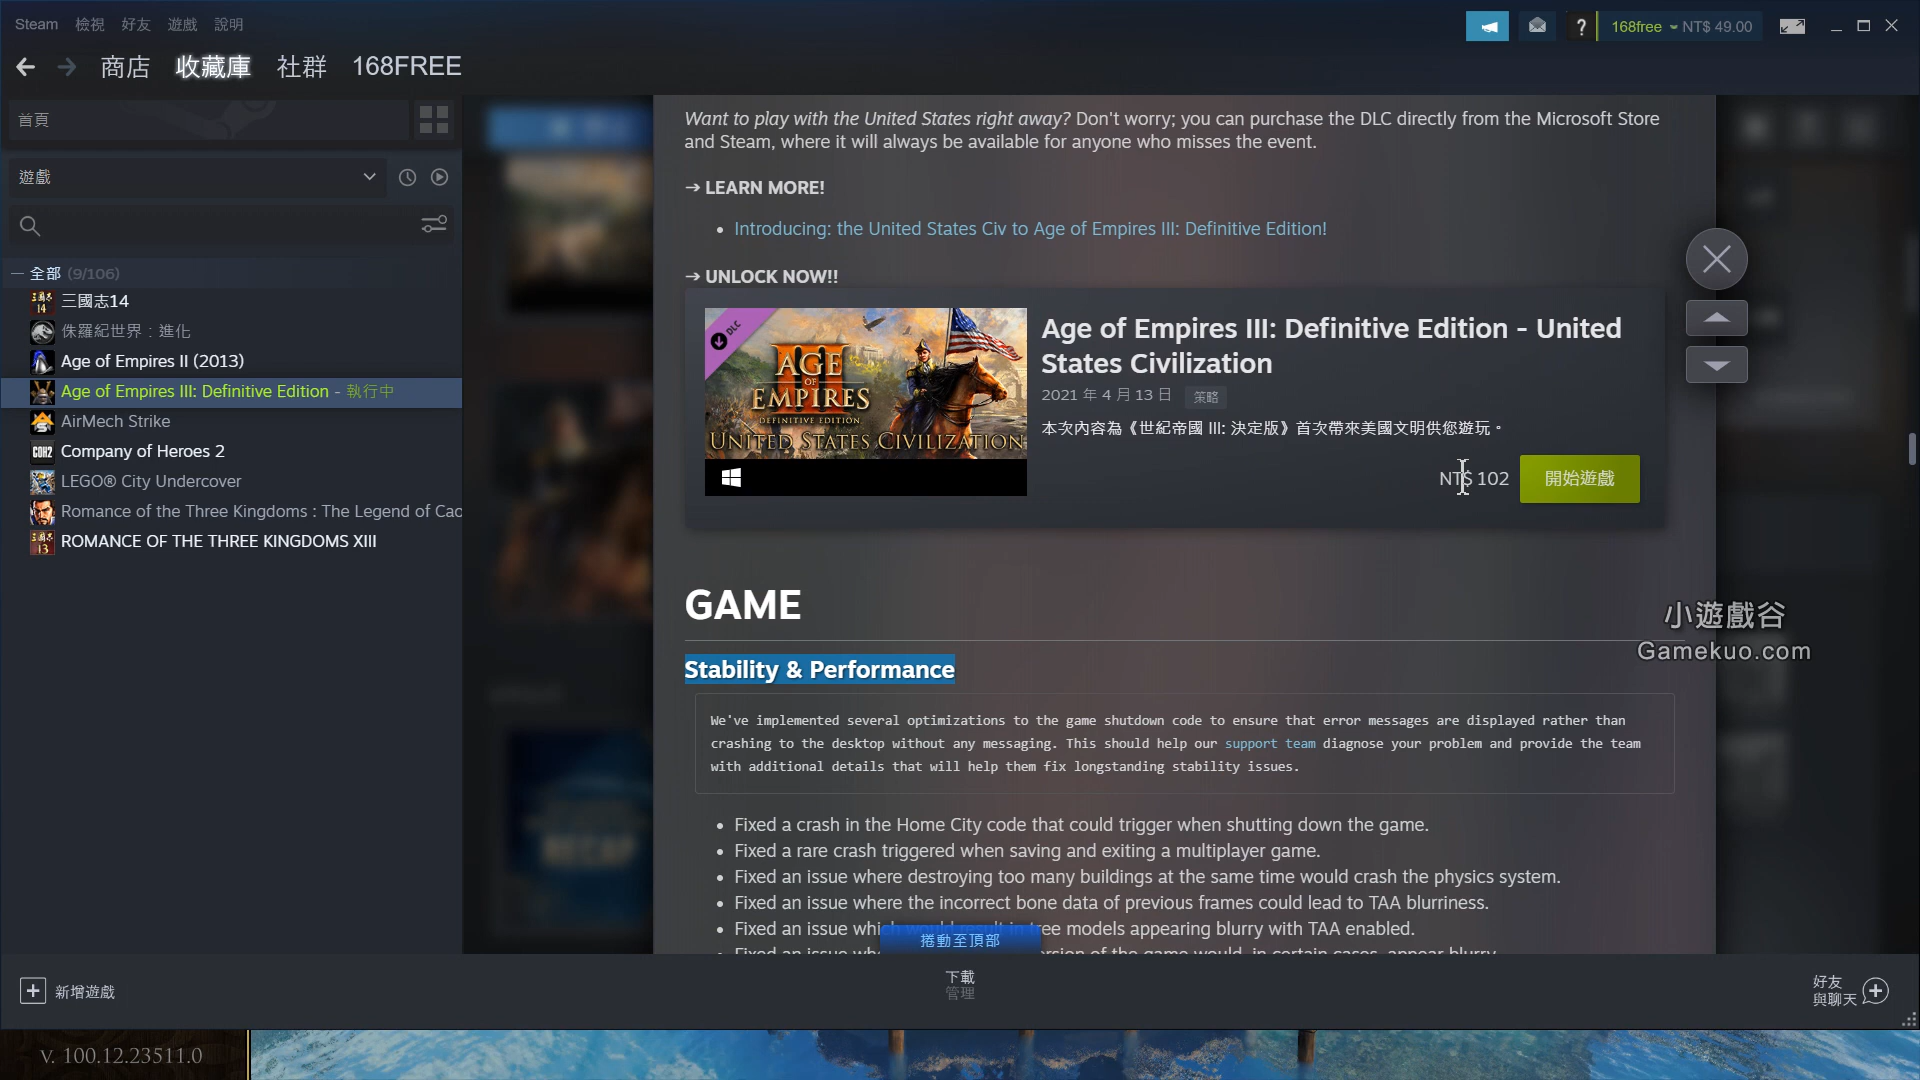 Steam 檢視 好友 遊戲 說明
? 168free NT$ 49.00
商店 收藏庫 社群 168FREE
首頁
遊戲
全部 (9/106)
三國志14
侏羅紀世界：進化
Age of Empires II (2013)
Age of Empires III: Definitive Edition - 執行中
AirMech Strike
COH2 Company of Heroes 2
LEGO® City Undercover
Romance of the Three Kingdoms : The Legend of Cao
ROMANCE OF THE THREE KINGDOMS XIII
Want to play with the United States right away? Don't worry; you can purchase the DLC directly from the Microsoft Store
and Steam, where it will always be available for anyone who misses the event.
→ LEARN MORE!
• Introducing: the United States Civ to Age of Empires III: Definitive Edition!
→ UNLOCK NOW!!
DLC
AGE
OF
EMPIRES
III
DEFINITIVE EDITION
UNITED STATES CIVILIZATION
Age of Empires III: Definitive Edition - United
States Civilization
2021 年 4 月 13 日 策略
本次內容為《世紀帝國 III: 決定版》首次帶來美國文明供您遊玩。
NT$ 102 開始遊戲
GAME
小遊戲谷
Gamekuo.com
Stability & Performance
We've implemented several optimizations to the game shutdown code to ensure that error messages are displayed rather than
crashing to the desktop without any messaging. This should help our support team diagnose your problem and provide the team
with additional details that will help them fix longstanding stability issues.
• Fixed a crash in the Home City code that could trigger when shutting down the game.
• Fixed a rare crash triggered when saving and exiting a multiplayer game.
• Fixed an issue where destroying too many buildings at the same time would crash the physics system.
• Fixed an issue where the incorrect bone data of previous frames could lead to TAA blurriness.
• Fixed an issue which would result in tree models appearing blurry with TAA enabled.
捲動至頂部
RECAP
新增遊戲
下載
管理
好友
與聊天
V. 100.12.23511.0